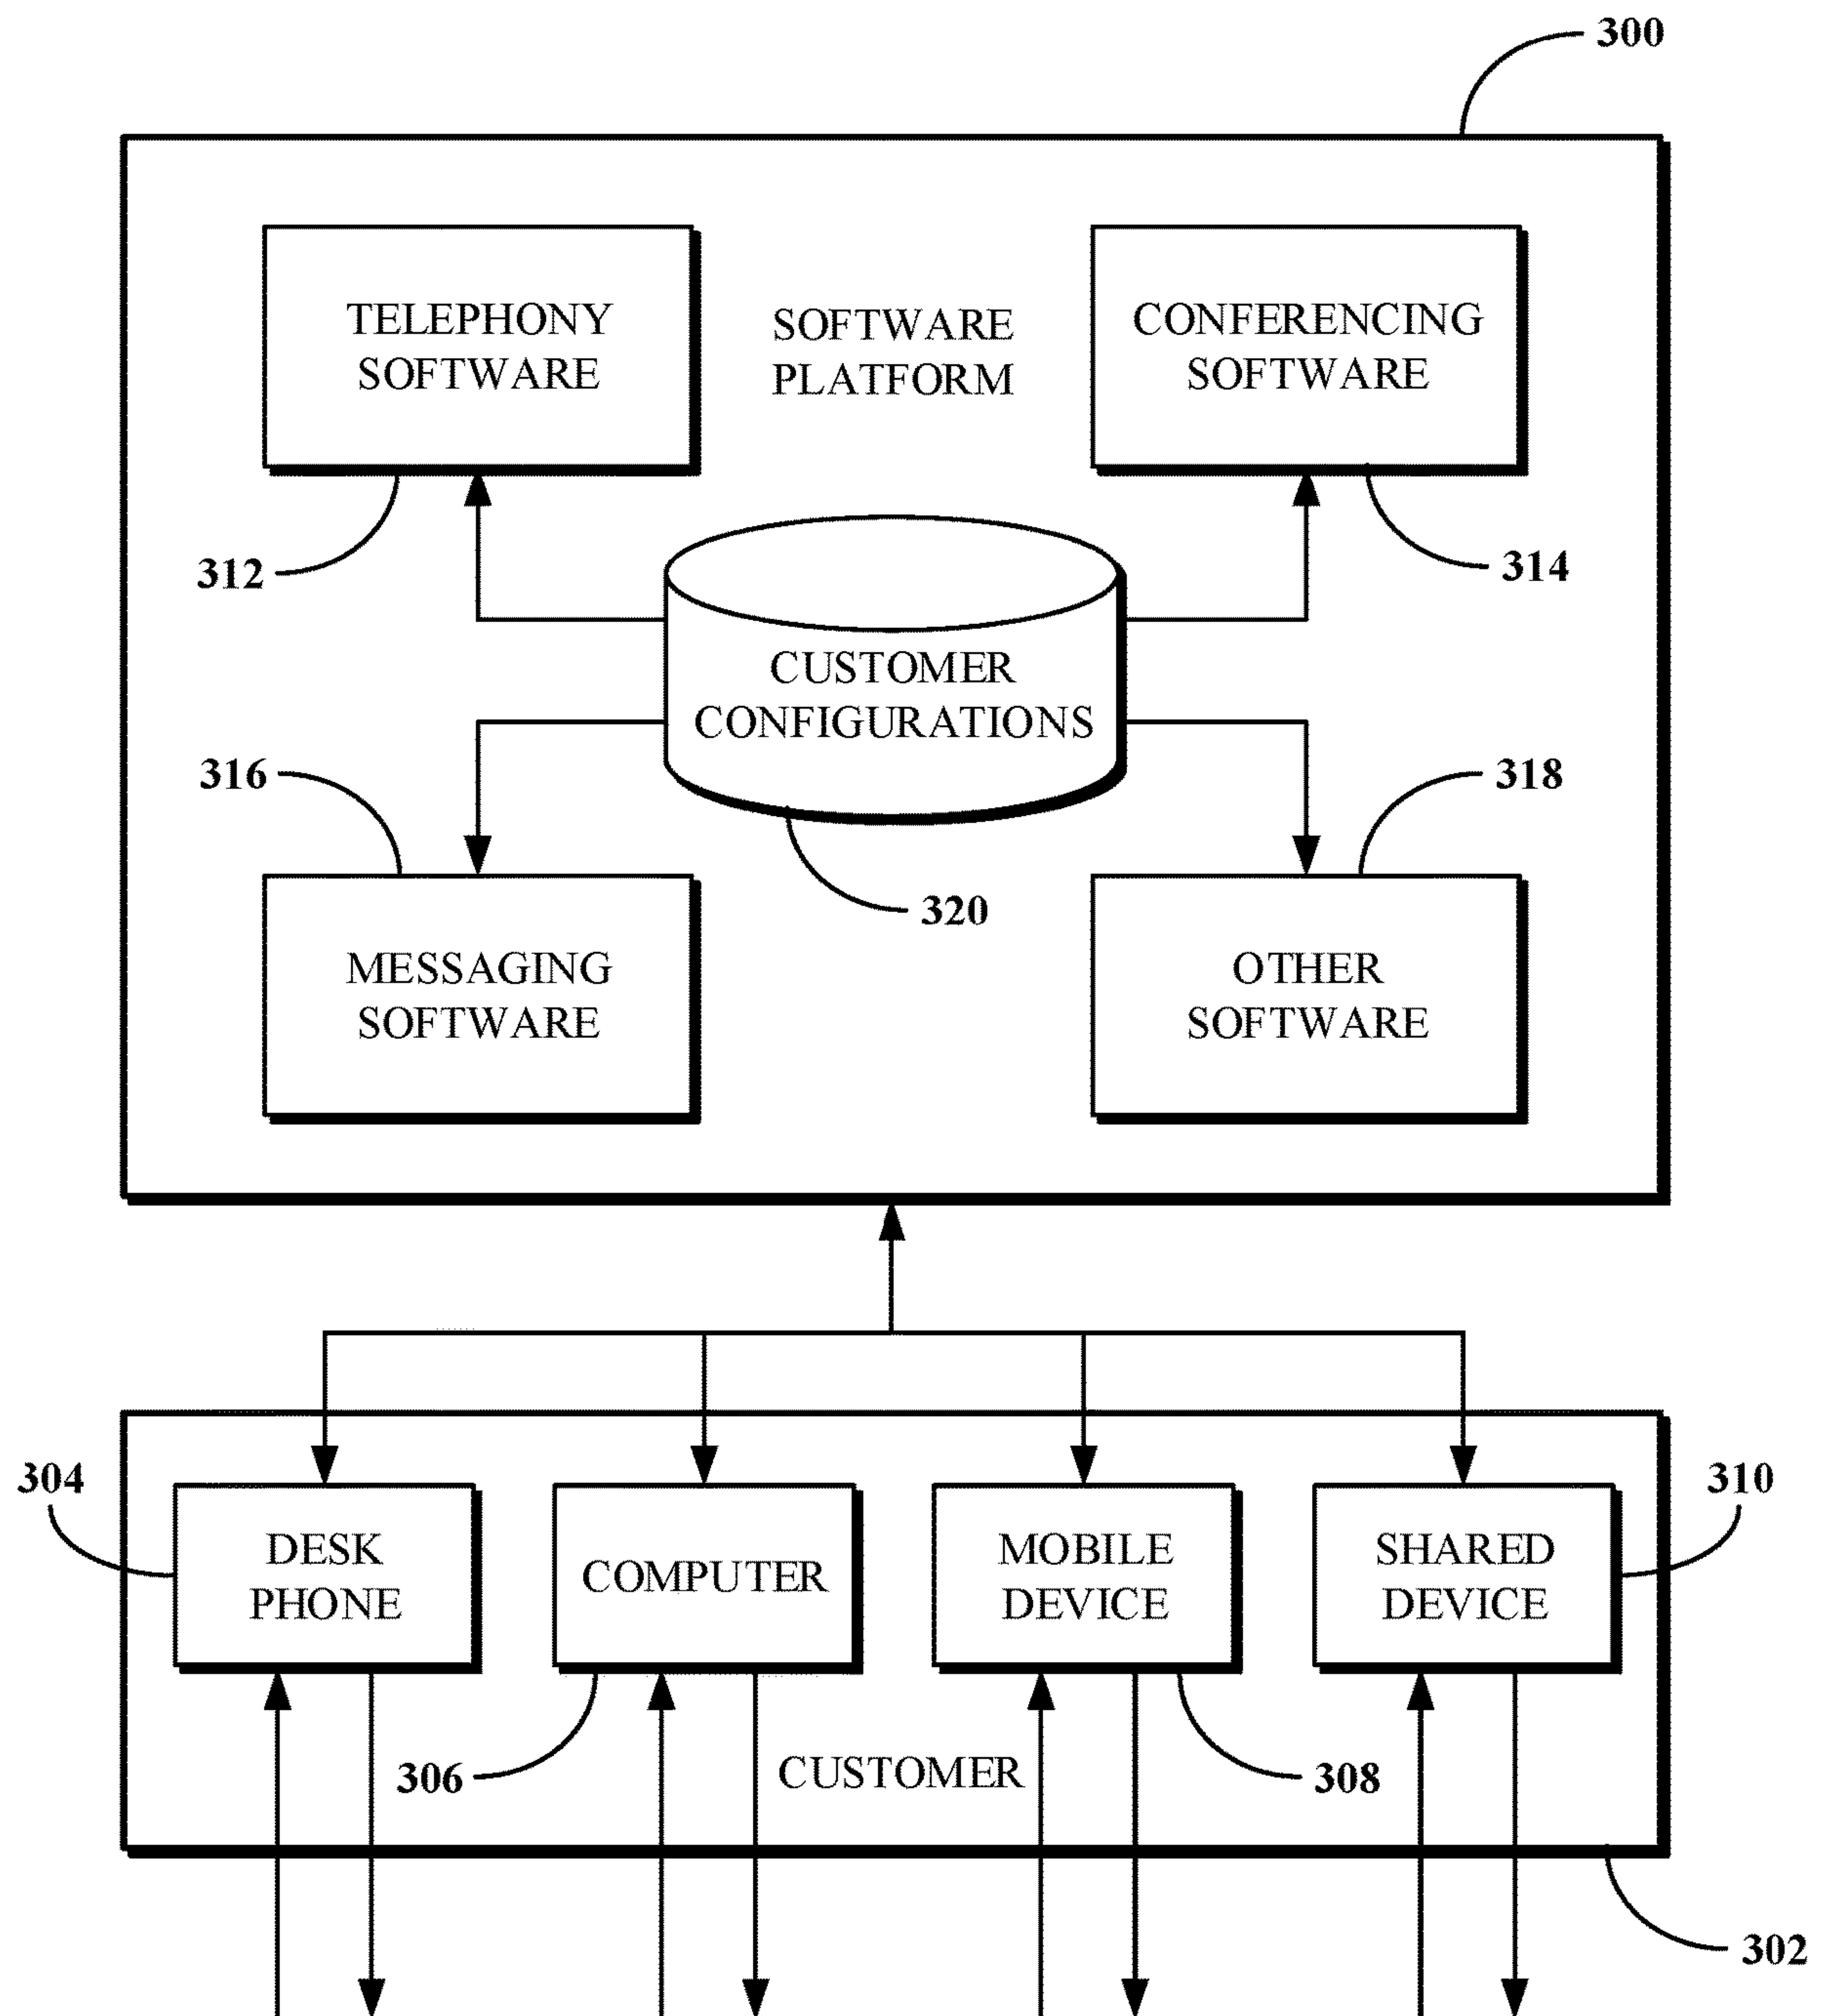 300
TELEPHONY
SOFTWARE
SOFTWARE
PLATFORM
CONFERENCING
SOFTWARE
312
314
CUSTOMER
CONFIGURATIONS
316
318
320
MESSAGING
SOFTWARE
OTHER
SOFTWARE
304
310
DESK
PHONE
COMPUTER
MOBILE
DEVICE
SHARED
DEVICE
306
CUSTOMER
308
302